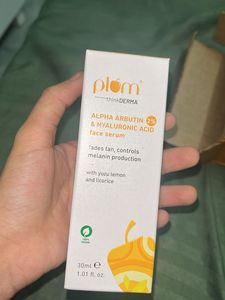 plum
thinkDERMA
ALPHA ARBUTIN 2%
& HYALURONIC ACID
face serum
fades tan, controls
melanin production
with yuzu lemon
and licorice
30ml e
1.01 fl. oz.